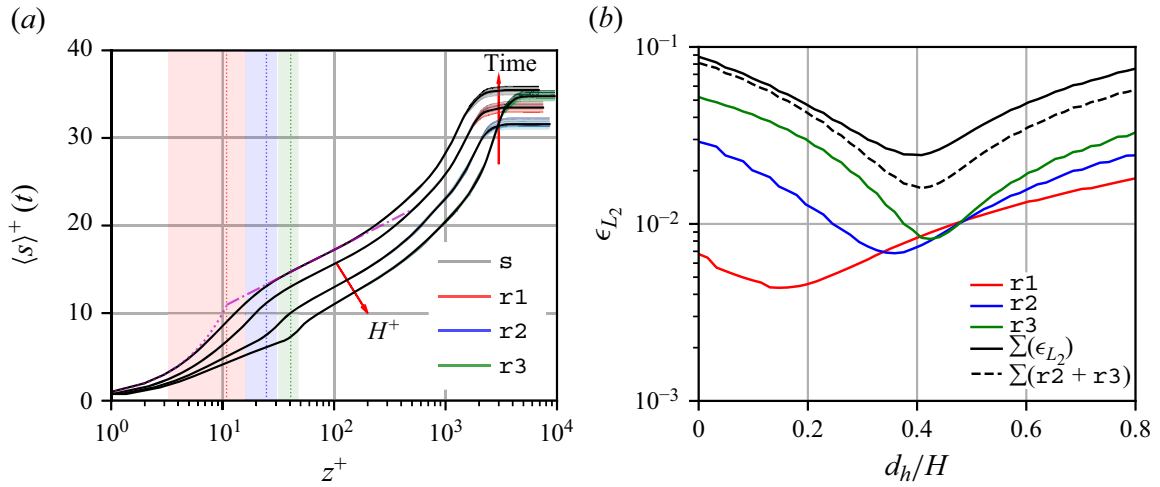 (a)
40
30
20
10
0
⟨s⟩⁺ (t)
10⁰
10¹
10²
10³
10⁴
z⁺
Time
H⁺
s
r1
r2
r3
(b)
10⁻¹
10⁻²
10⁻³
ϵ_{L₂}
0
0.2
0.4
0.6
0.8
d_h/H
r1
r2
r3
∑(ϵ_{L₂})
∑(r2 + r3)